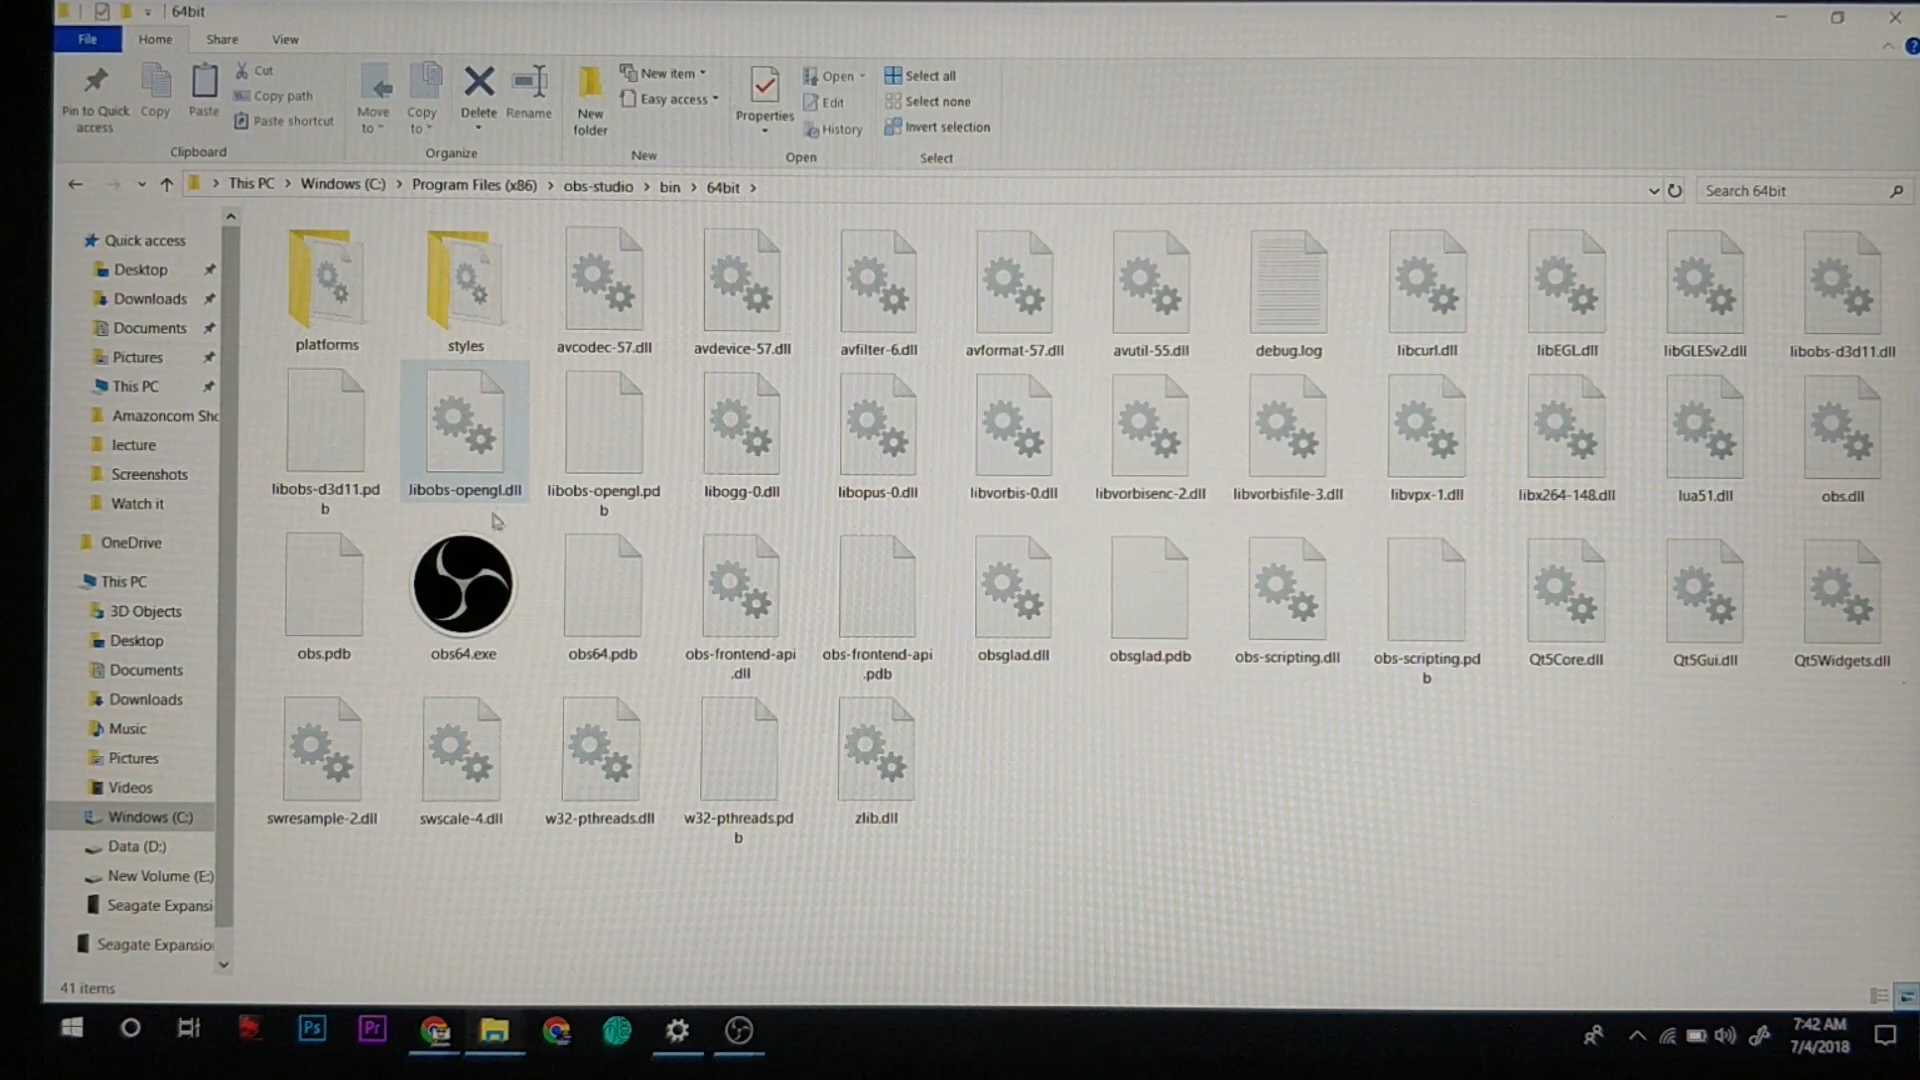 64bit
File Home Share View
Pin to Quick access
Copy
Paste
Cut
Copy path
Paste shortcut
Clipboard
Move to
Copy to
Delete
Rename
Organize
New folder
New item
Easy access
New
Properties
Open
Edit
History
Open
Select all
Select none
Invert selection
Select
This PC > Windows (C:) > Program Files (x86) > obs-studio > bin > 64bit >
Search 64bit
Quick access
Desktop
Downloads
Documents
Pictures
This PC
Amazoncom Sho
lecture
Screenshots
Watch it
OneDrive
This PC
3D Objects
Desktop
Documents
Downloads
Music
Pictures
Videos
Windows (C:)
Data (D:)
New Volume (E:)
Seagate Expansi
Seagate Expansio
platforms
styles
avcodec-57.dll
avdevice-57.dll
avfilter-6.dll
avformat-57.dll
avutil-55.dll
debug.log
libcurl.dll
libEGL.dll
libGLESv2.dll
libobs-d3d11.dll
libobs-d3d11.pd
b
libobs-opengl.dll
libobs-opengl.pd
b
libogg-0.dll
libopus-0.dll
libvorbis-0.dll
libvorbisenc-2.dll
libvorbisfile-3.dll
libvpx-1.dll
libx264-148.dll
lua51.dll
obs.dll
obs.pdb
obs64.exe
obs64.pdb
obs-frontend-api
.dll
obs-frontend-api
.pdb
obsglad.dll
obsglad.pdb
obs-scripting.dll
obs-scripting.pd
b
Qt5Core.dll
Qt5Gui.dll
Qt5Widgets.dll
swresample-2.dll
swscale-4.dll
w32-pthreads.dll
w32-pthreads.pd
b
zlib.dll
41 items
Ps
Pr
7:42 AM
7/4/2018